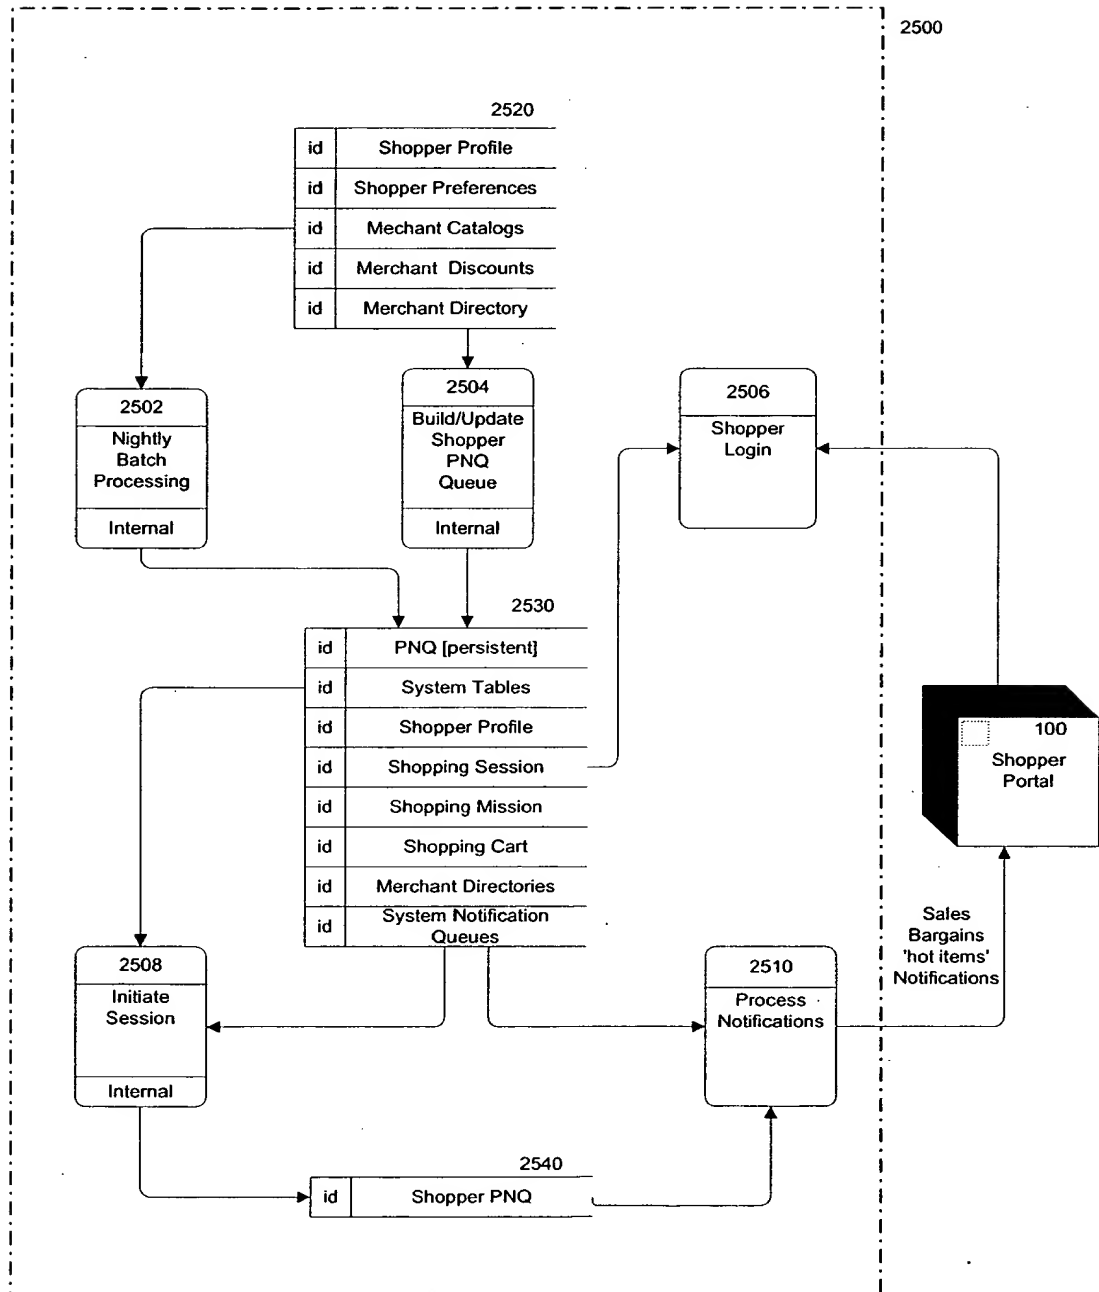 2500
2520
id Shopper Profile
id Shopper Preferences
id Mechant Catalogs
id Merchant Discounts
id Merchant Directory
2502
Nightly
Batch
Processing
Internal
2504
Build/Update
Shopper
PNQ
Queue
Internal
2506
Shopper
Login
2530
id PNQ [persistent]
id System Tables
id Shopper Profile
id Shopping Session
id Shopping Mission
id Shopping Cart
id Merchant Directories
id System Notification
Queues
100
Shopper
Portal
Sales
Bargains
'hot items'
Notifications
2508
Initiate
Session
Internal
2510
Process
Notifications
2540
id Shopper PNQ